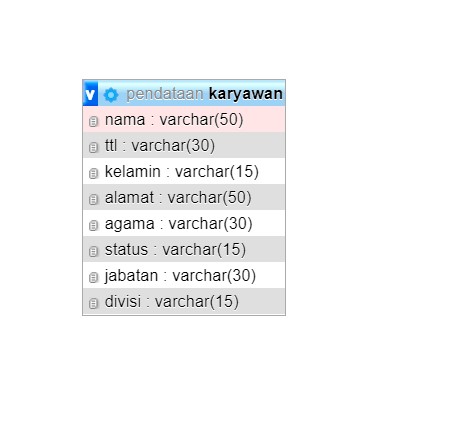 v pendataan karyawan
nama : varchar(50)
ttl : varchar(30)
kelamin : varchar(15)
alamat : varchar(50)
agama : varchar(30)
status : varchar(15)
jabatan : varchar(30)
divisi : varchar(15)